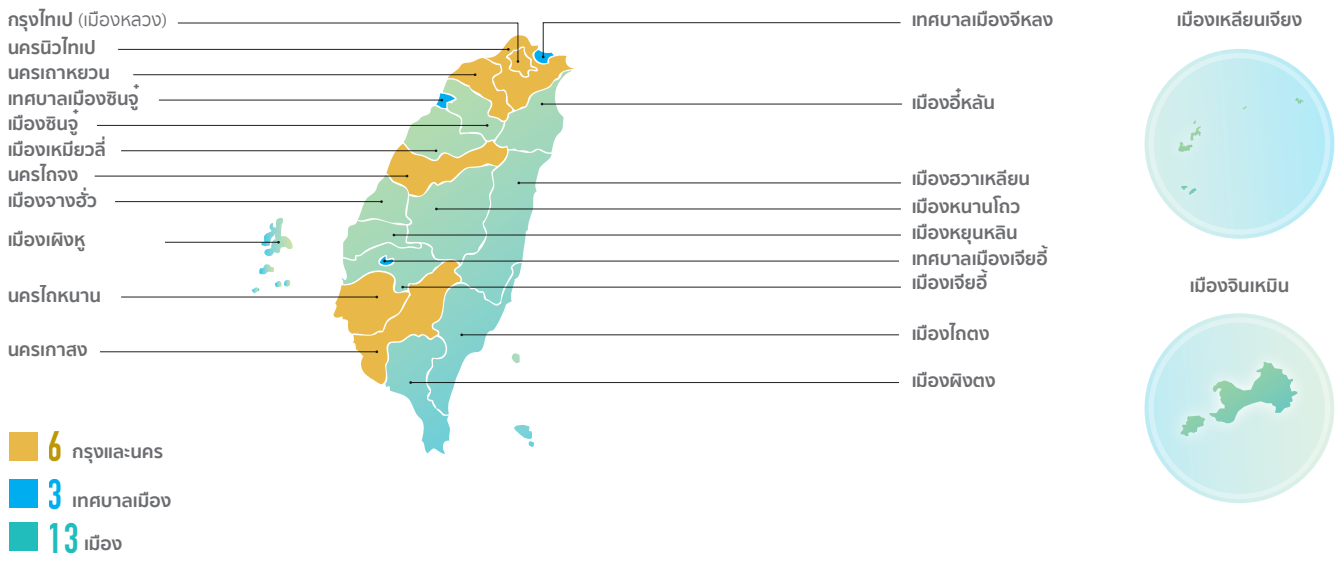 กรุงไทเป (เมืองหลวง)
นครนิวไทเป
นครเถาหยวน
เทศบาลเมืองซินจู๋
เมืองซินจู๋
เมืองเหมียวลี่
นครไถจง
เมืองจางฮั่ว
เมืองเผิงหู
นครไถหนาน
นครเกาสง
เทศบาลเมืองจีหลง
เมืองอี๋หลัน
เมืองฮวาเหลียน
เมืองหนานโถว
เมืองหยุนหลิน
เทศบาลเมืองเจียอี้
เมืองเจียอี้
เมืองไถตง
เมืองผิงตง
เมืองเหลียนเจียง
เมืองจินเหมิน
6 กรุงและนคร
3 เทศบาลเมือง
13 เมือง